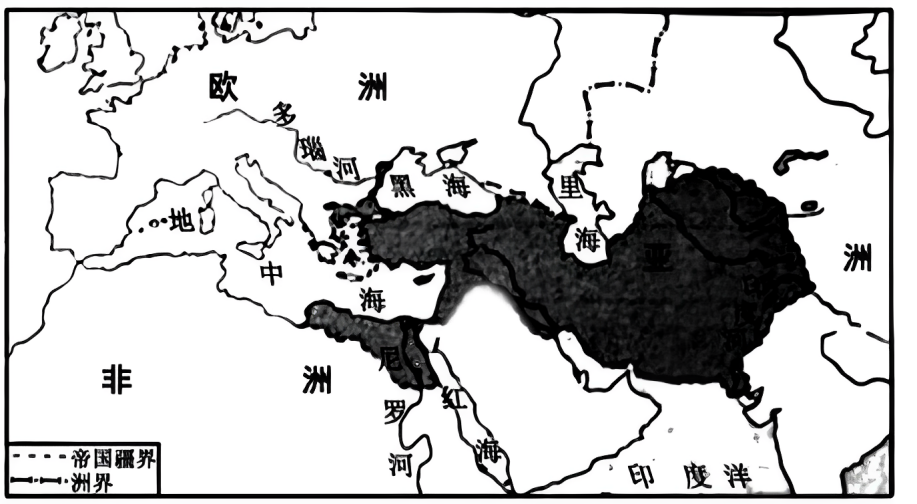 欧 洲
多
瑙
河
黑 海
里
海
地
中
海
亚
洲
尼
罗
河
红
海
非 洲
印 度 洋
帝国疆界
洲界